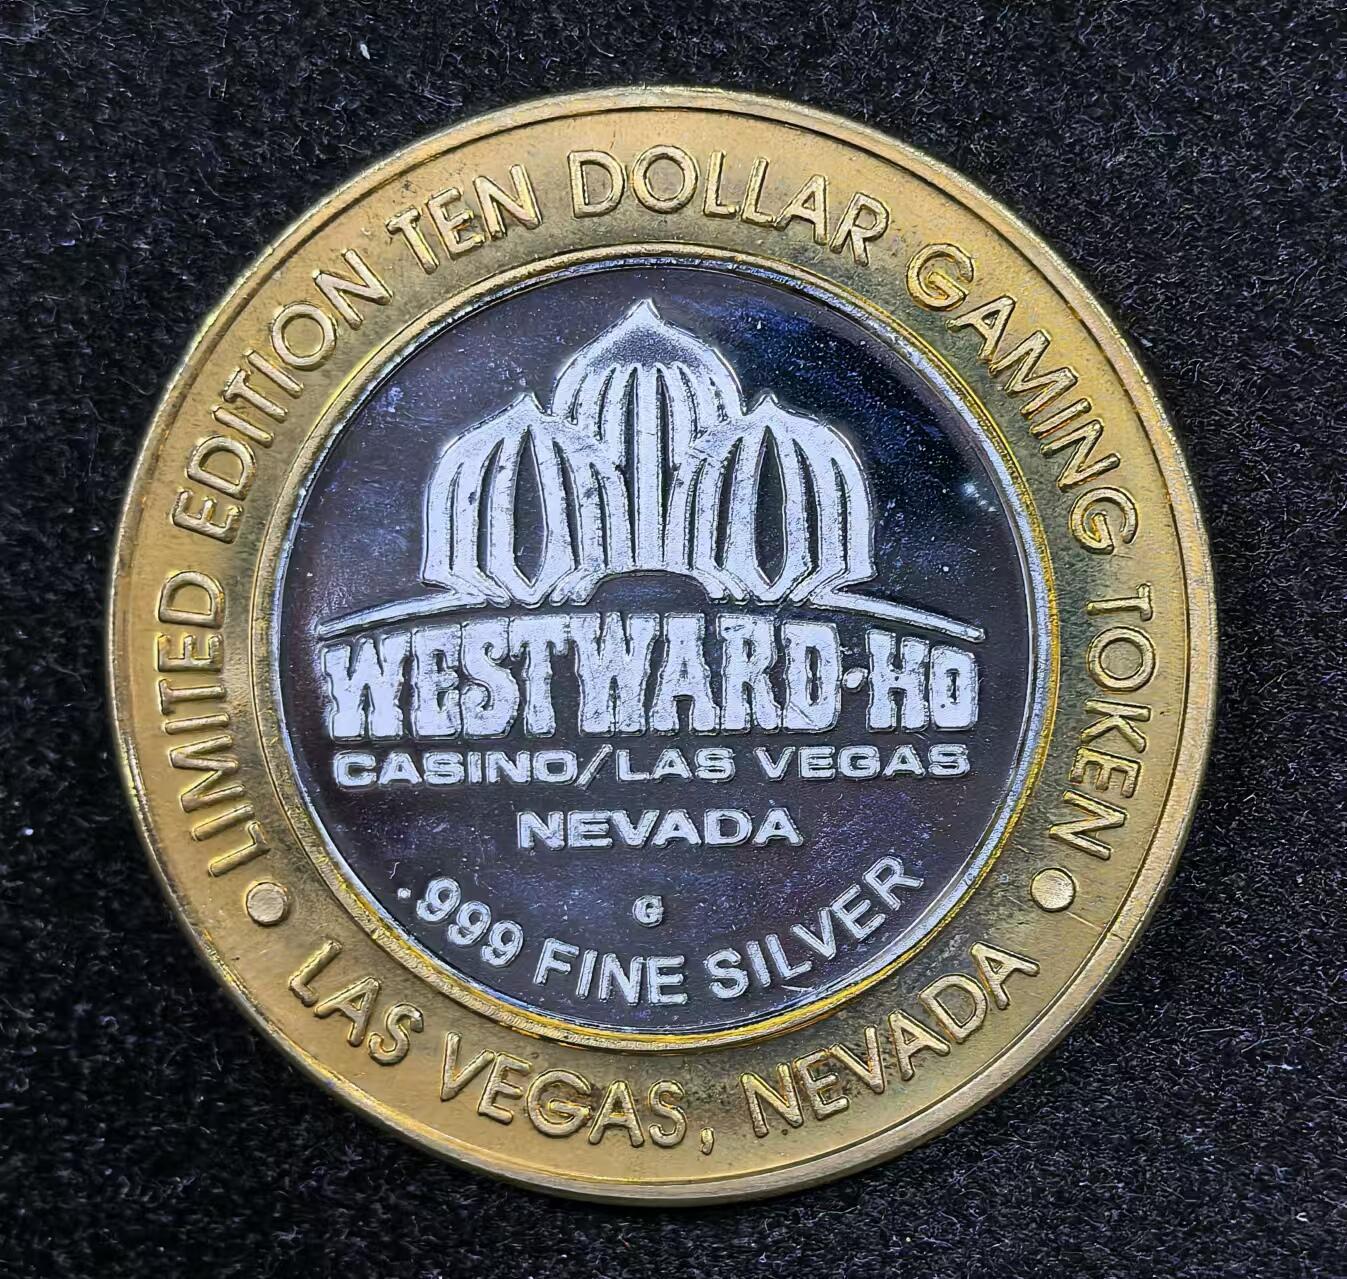 LIMITED EDITION TEN DOLLAR GAMING TOKEN
WESTWARD·HO
CASINO/LAS VEGAS
NEVADA
G
.999 FINE SILVER
• LAS VEGAS, NEVADA •